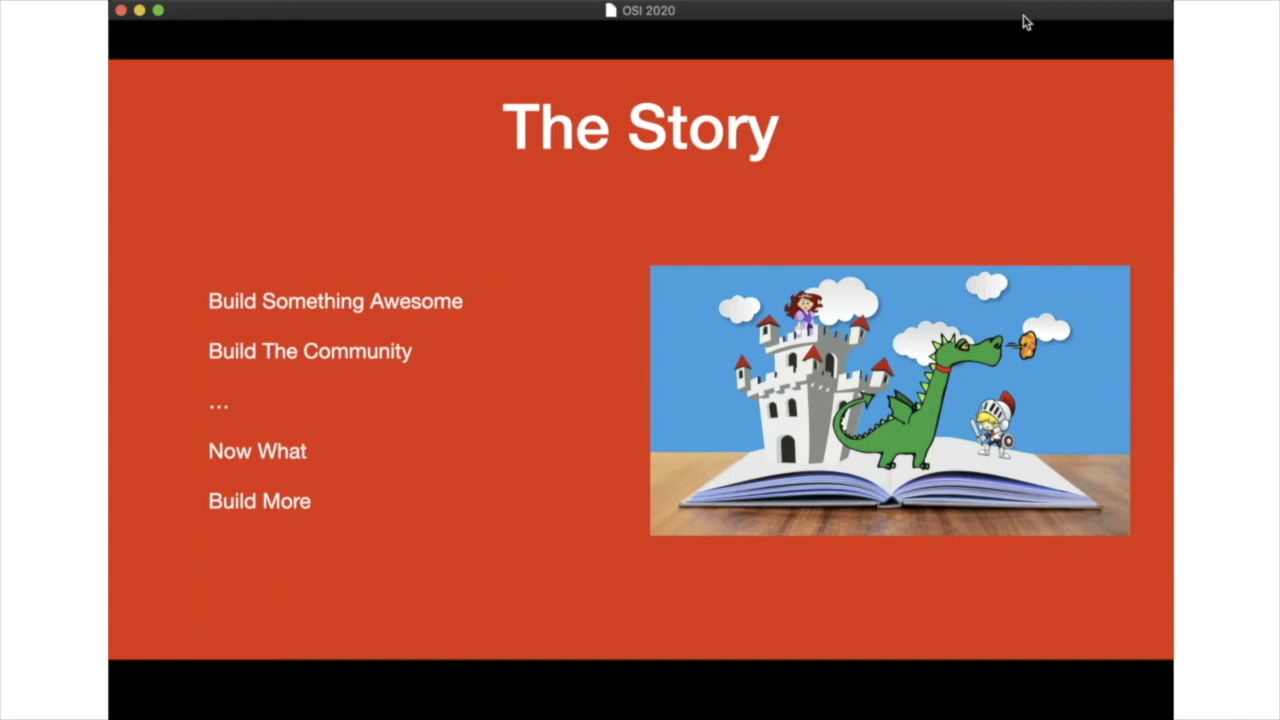 OSI 2020
The Story
Build Something Awesome
Build The Community
...
Now What
Build More